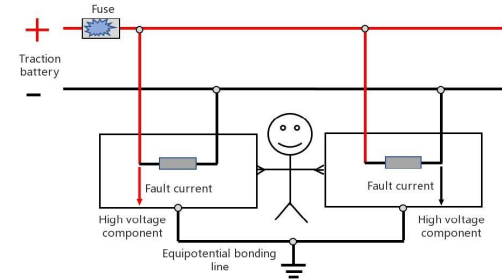 Fuse
+
Traction
battery
−
Fault current
Fault current
High voltage
component
High voltage
component
Equipotential bonding
line